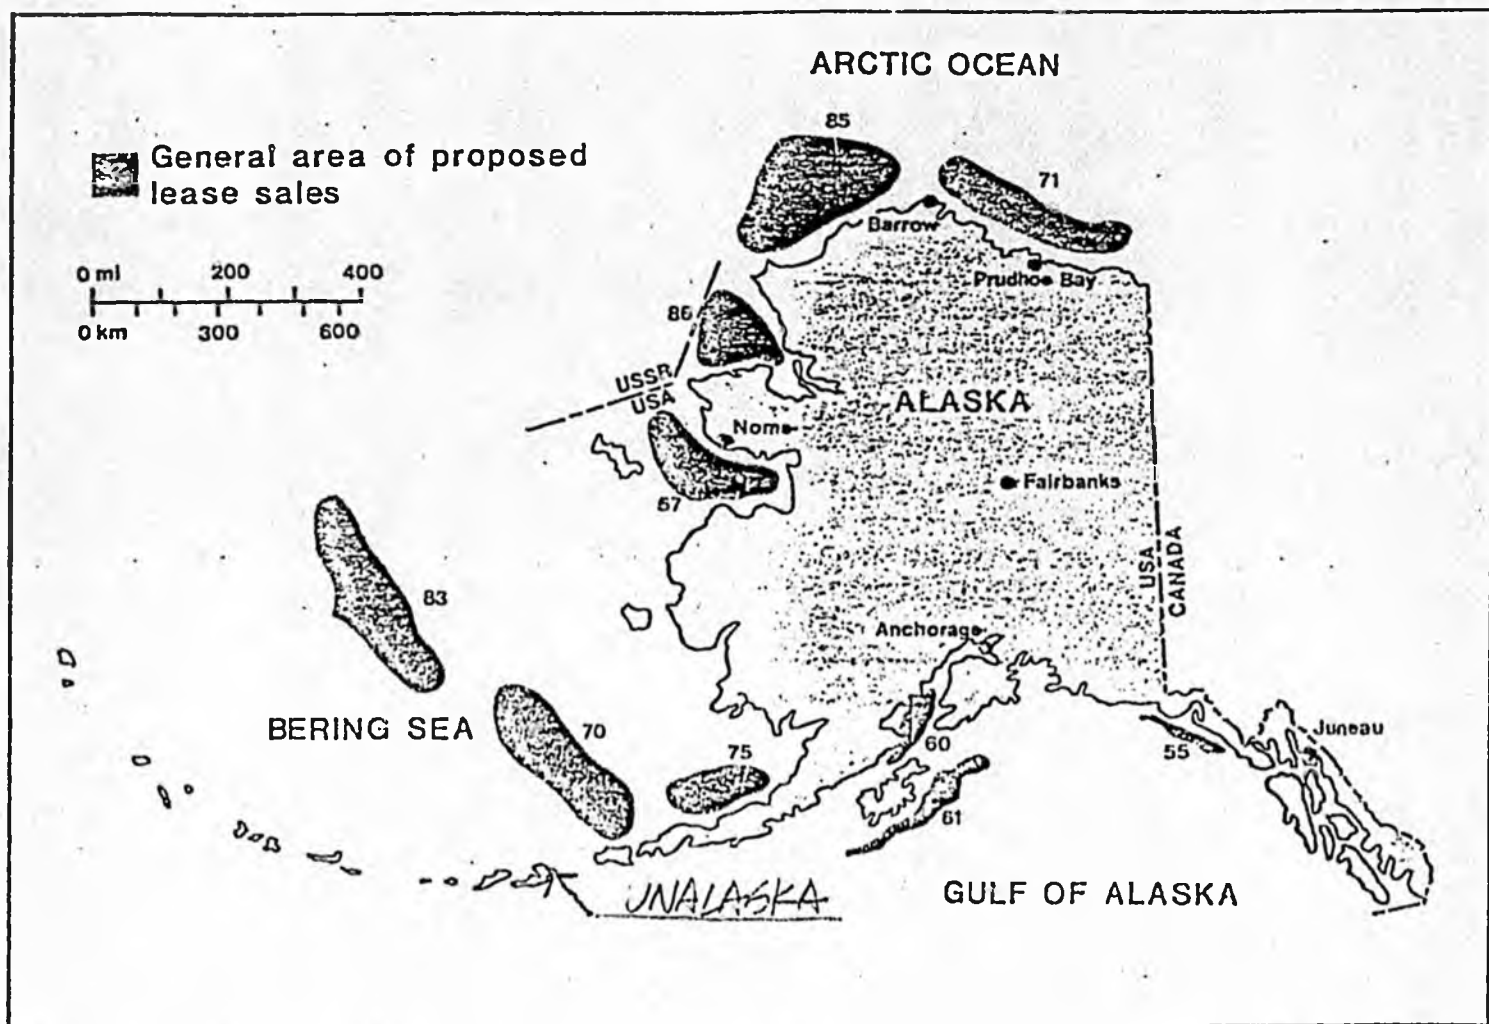 ARCTIC OCEAN
85
General area of proposed
lease sales
71
Barrow
0 mi 200 400
Prudhoe Bay
0 km 300 600
86
USSR
USA
ALASKA
Nome
Fairbanks
57
USA
CANADA
83
Anchorage
BERING SEA
70
75
60
55
Juneau
61
UNALASKA
GULF OF ALASKA